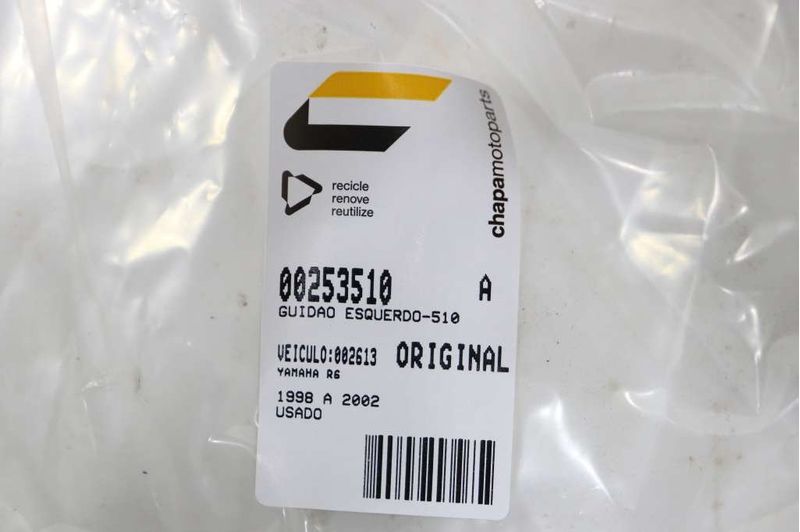 chapamotoparts
recicle
renove
reutilize
00253510 A
GUIDAO ESQUERDO-510
VEICULO:002613 ORIGINAL
YAMAHA R6
1998 A 2002
USADO